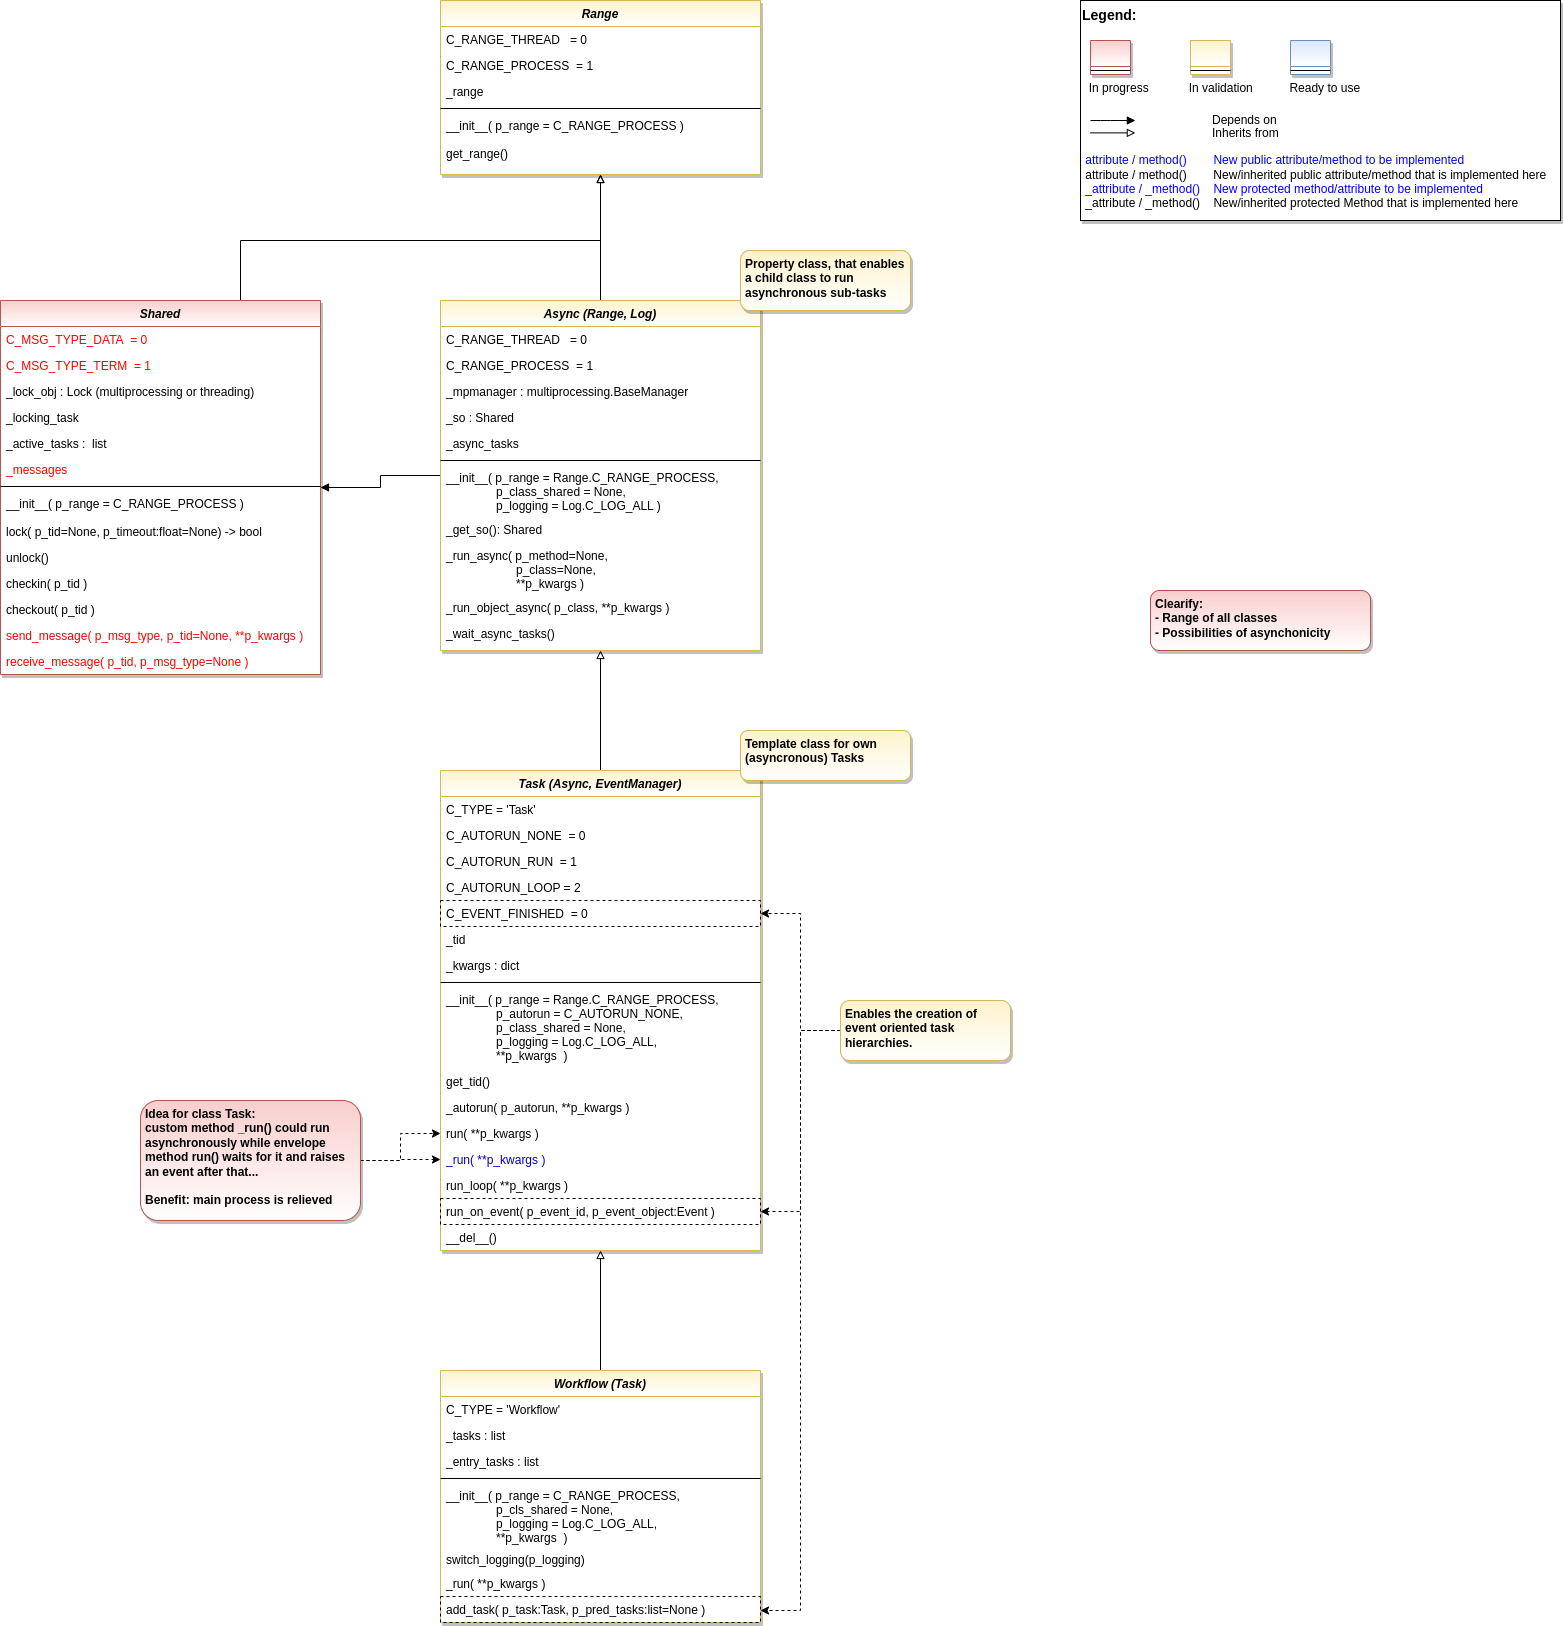 Range
C_RANGE_THREAD   = 0
C_RANGE_PROCESS  = 1
_range
__init__( p_range = C_RANGE_PROCESS )
get_range()
Legend:
In progress
In validation
Ready to use
Depends on
Inherits from
attribute / method()        New public attribute/method to be implemented
attribute / method()        New/inherited public attribute/method that is implemented here
_attribute / _method()    New protected method/attribute to be implemented
_attribute / _method()    New/inherited protected Method that is implemented here
Property class, that enables
a child class to run
asynchronous sub-tasks
Shared
C_MSG_TYPE_DATA  = 0
C_MSG_TYPE_TERM  = 1
_lock_obj : Lock (multiprocessing or threading)
_locking_task
_active_tasks :  list
_messages
__init__( p_range = C_RANGE_PROCESS )
lock( p_tid=None, p_timeout:float=None) -> bool
unlock()
checkin( p_tid )
checkout( p_tid )
send_message( p_msg_type, p_tid=None, **p_kwargs )
receive_message( p_tid, p_msg_type=None )
Async (Range, Log)
C_RANGE_THREAD   = 0
C_RANGE_PROCESS  = 1
_mpmanager : multiprocessing.BaseManager
_so : Shared
_async_tasks
__init__( p_range = Range.C_RANGE_PROCESS,
p_class_shared = None,
p_logging = Log.C_LOG_ALL )
_get_so(): Shared
_run_async( p_method=None,
p_class=None,
**p_kwargs )
_run_object_async( p_class, **p_kwargs )
_wait_async_tasks()
Clearify:
- Range of all classes
- Possibilities of asynchonicity
Template class for own
(asyncronous) Tasks
Task (Async, EventManager)
C_TYPE = 'Task'
C_AUTORUN_NONE  = 0
C_AUTORUN_RUN  = 1
C_AUTORUN_LOOP = 2
C_EVENT_FINISHED  = 0
_tid
_kwargs : dict
__init__( p_range = Range.C_RANGE_PROCESS,
p_autorun = C_AUTORUN_NONE,
p_class_shared = None,
p_logging = Log.C_LOG_ALL,
**p_kwargs  )
get_tid()
_autorun( p_autorun, **p_kwargs )
run( **p_kwargs )
_run( **p_kwargs )
run_loop( **p_kwargs )
run_on_event( p_event_id, p_event_object:Event )
__del__()
Enables the creation of
event oriented task
hierarchies.
Idea for class Task:
custom method _run() could run
asynchronously while envelope
method run() waits for it and raises
an event after that...
Benefit: main process is relieved
Workflow (Task)
C_TYPE = 'Workflow'
_tasks : list
_entry_tasks : list
__init__( p_range = C_RANGE_PROCESS,
p_cls_shared = None,
p_logging = Log.C_LOG_ALL,
**p_kwargs  )
switch_logging(p_logging)
_run( **p_kwargs )
add_task( p_task:Task, p_pred_tasks:list=None )